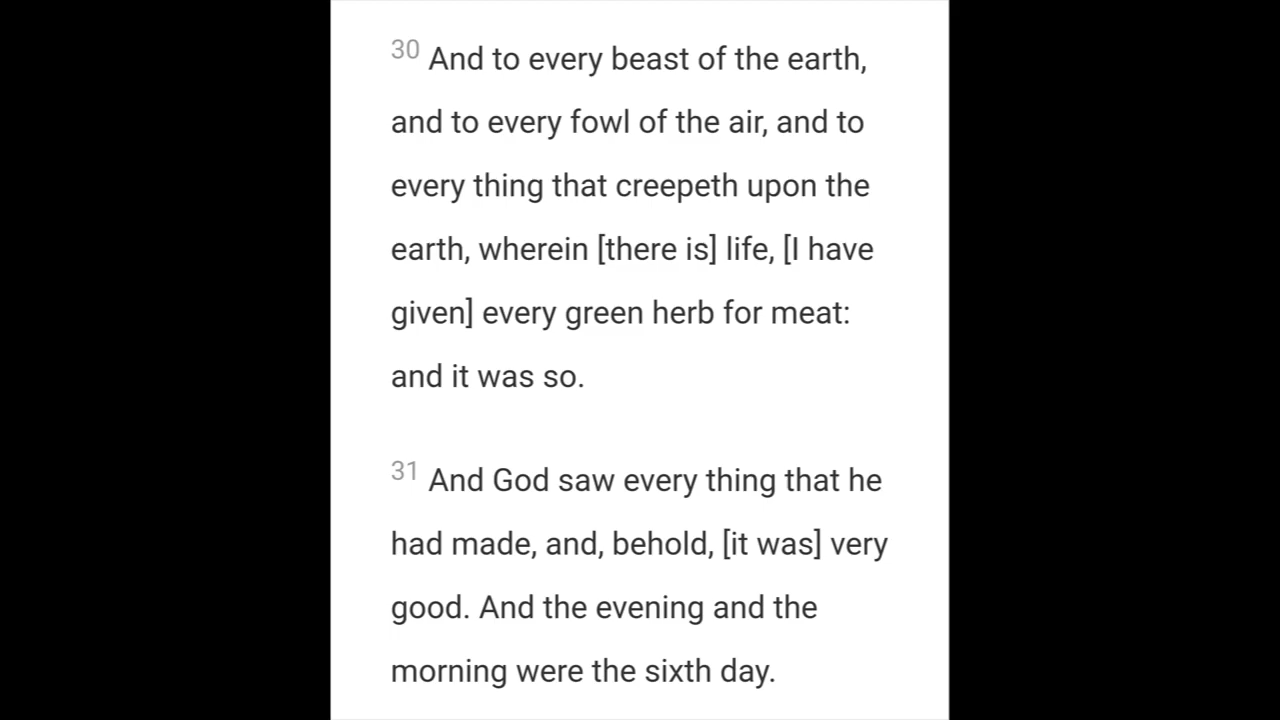 30 And to every beast of the earth,
and to every fowl of the air, and to
every thing that creepeth upon the
earth, wherein [there is] life, [I have
given] every green herb for meat:
and it was so.
31 And God saw every thing that he
had made, and, behold, [it was] very
good. And the evening and the
morning were the sixth day.